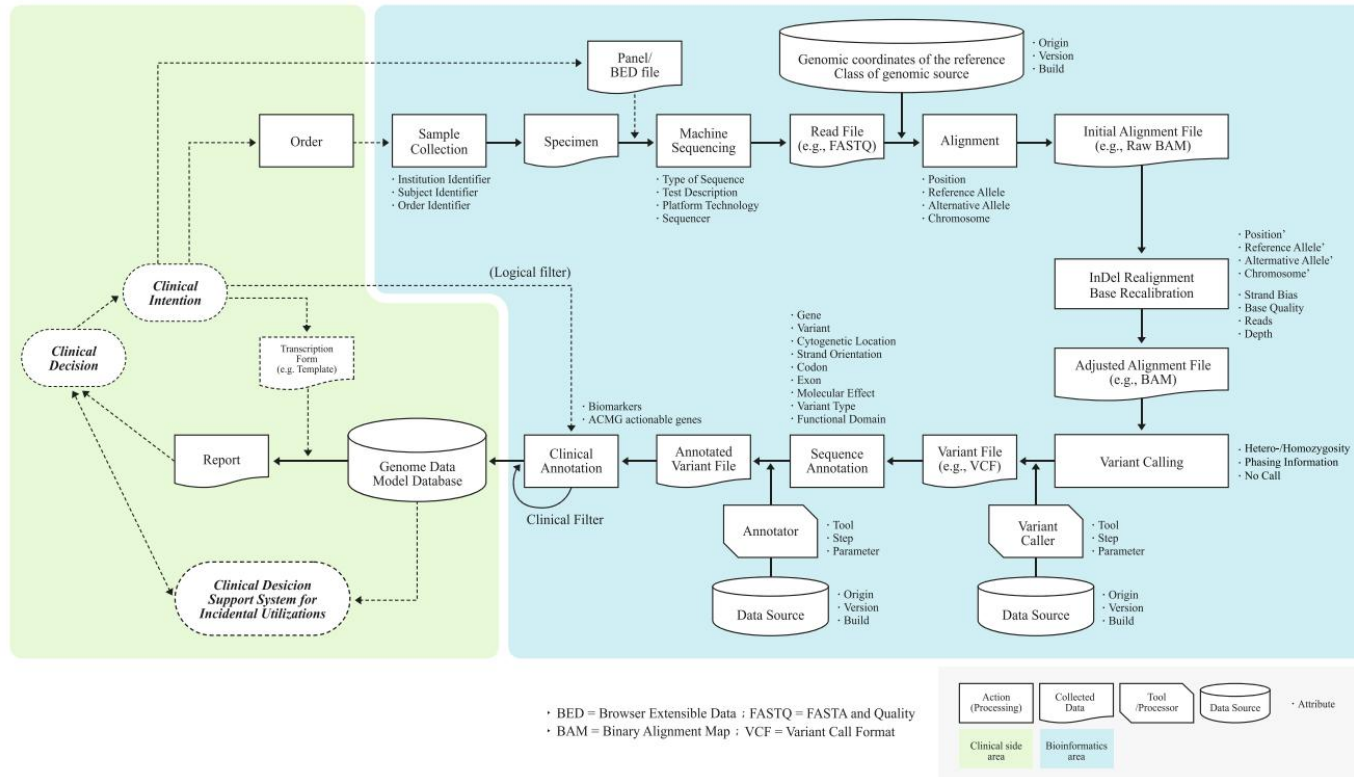 Panel/
BED file
Genomic coordinates of the reference
Class of genomic source
· Origin
· Version
· Build
Order
Sample
Collection
Specimen
Machine
Sequencing
Read File
(e.g., FASTQ)
Alignment
Initial Alignment File
(e.g., Raw BAM)
· Institution Identifier
· Subject Identifier
· Order Identifier
· Type of Sequence
· Test Description
· Platform Technology
· Sequencer
· Position
· Reference Allele
· Alternative Allele
· Chromosome
· Position’
· Reference Allele’
· Altermative Allele’
· Chromosome’
InDel Realignment
Base Recalibration
· Strand Bias
· Base Quality
· Reads
· Depth
(Logical filter)
Clinical
Intention
Clinical
Decision
Transcription
Form
(e.g. Template)
· Gene
· Variant
· Cytogenetic Location
· Strand Orientation
· Codon
· Exon
· Molecular Effect
· Variant Type
· Functional Domain
Adjusted Alignment File
(e.g., BAM)
· Biomarkers
· ACMG actionable genes
Report
Genome Data
Model Database
Clinical
Annotation
Annotated
Variant File
Sequence
Annotation
Variant File
(e.g., VCF)
Variant Calling
· Hetero-/Homozygosity
· Phasing Information
· No Call
Clinical Filter
Annotator
· Tool
· Step
· Parameter
Variant
Caller
· Tool
· Step
· Parameter
Clinical Desicion
Support System for
Incidental Utilizations
Data Source
· Origin
· Version
· Build
Data Source
· Origin
· Version
· Build
Action
(Processing)
Collected
Data
Tool
/Processor
Data Source
· Attribute
Clinical side
area
Bioinformatics
area
· BED = Browser Extensible Data ; FASTQ = FASTA and Quality
· BAM = Binary Alignment Map ; VCF = Variant Call Format